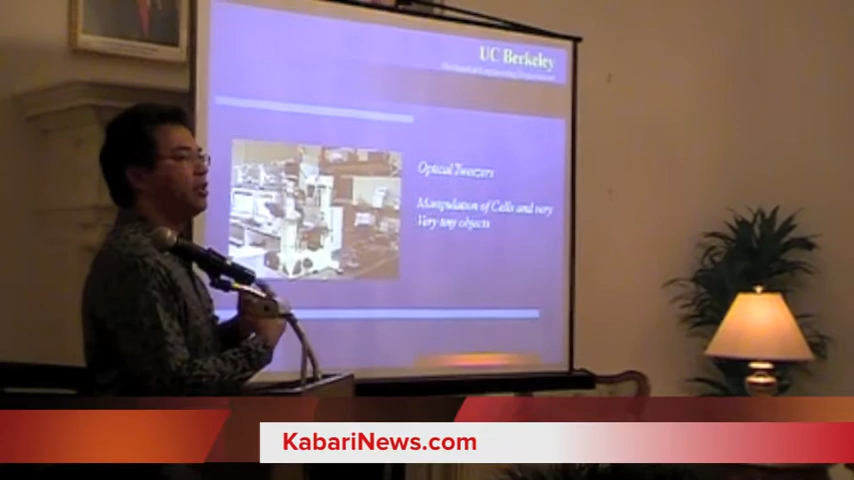 UC Berkeley
Optical Tweezers
Manipulation of Cells and very
Very tiny objects
KabariNews.com